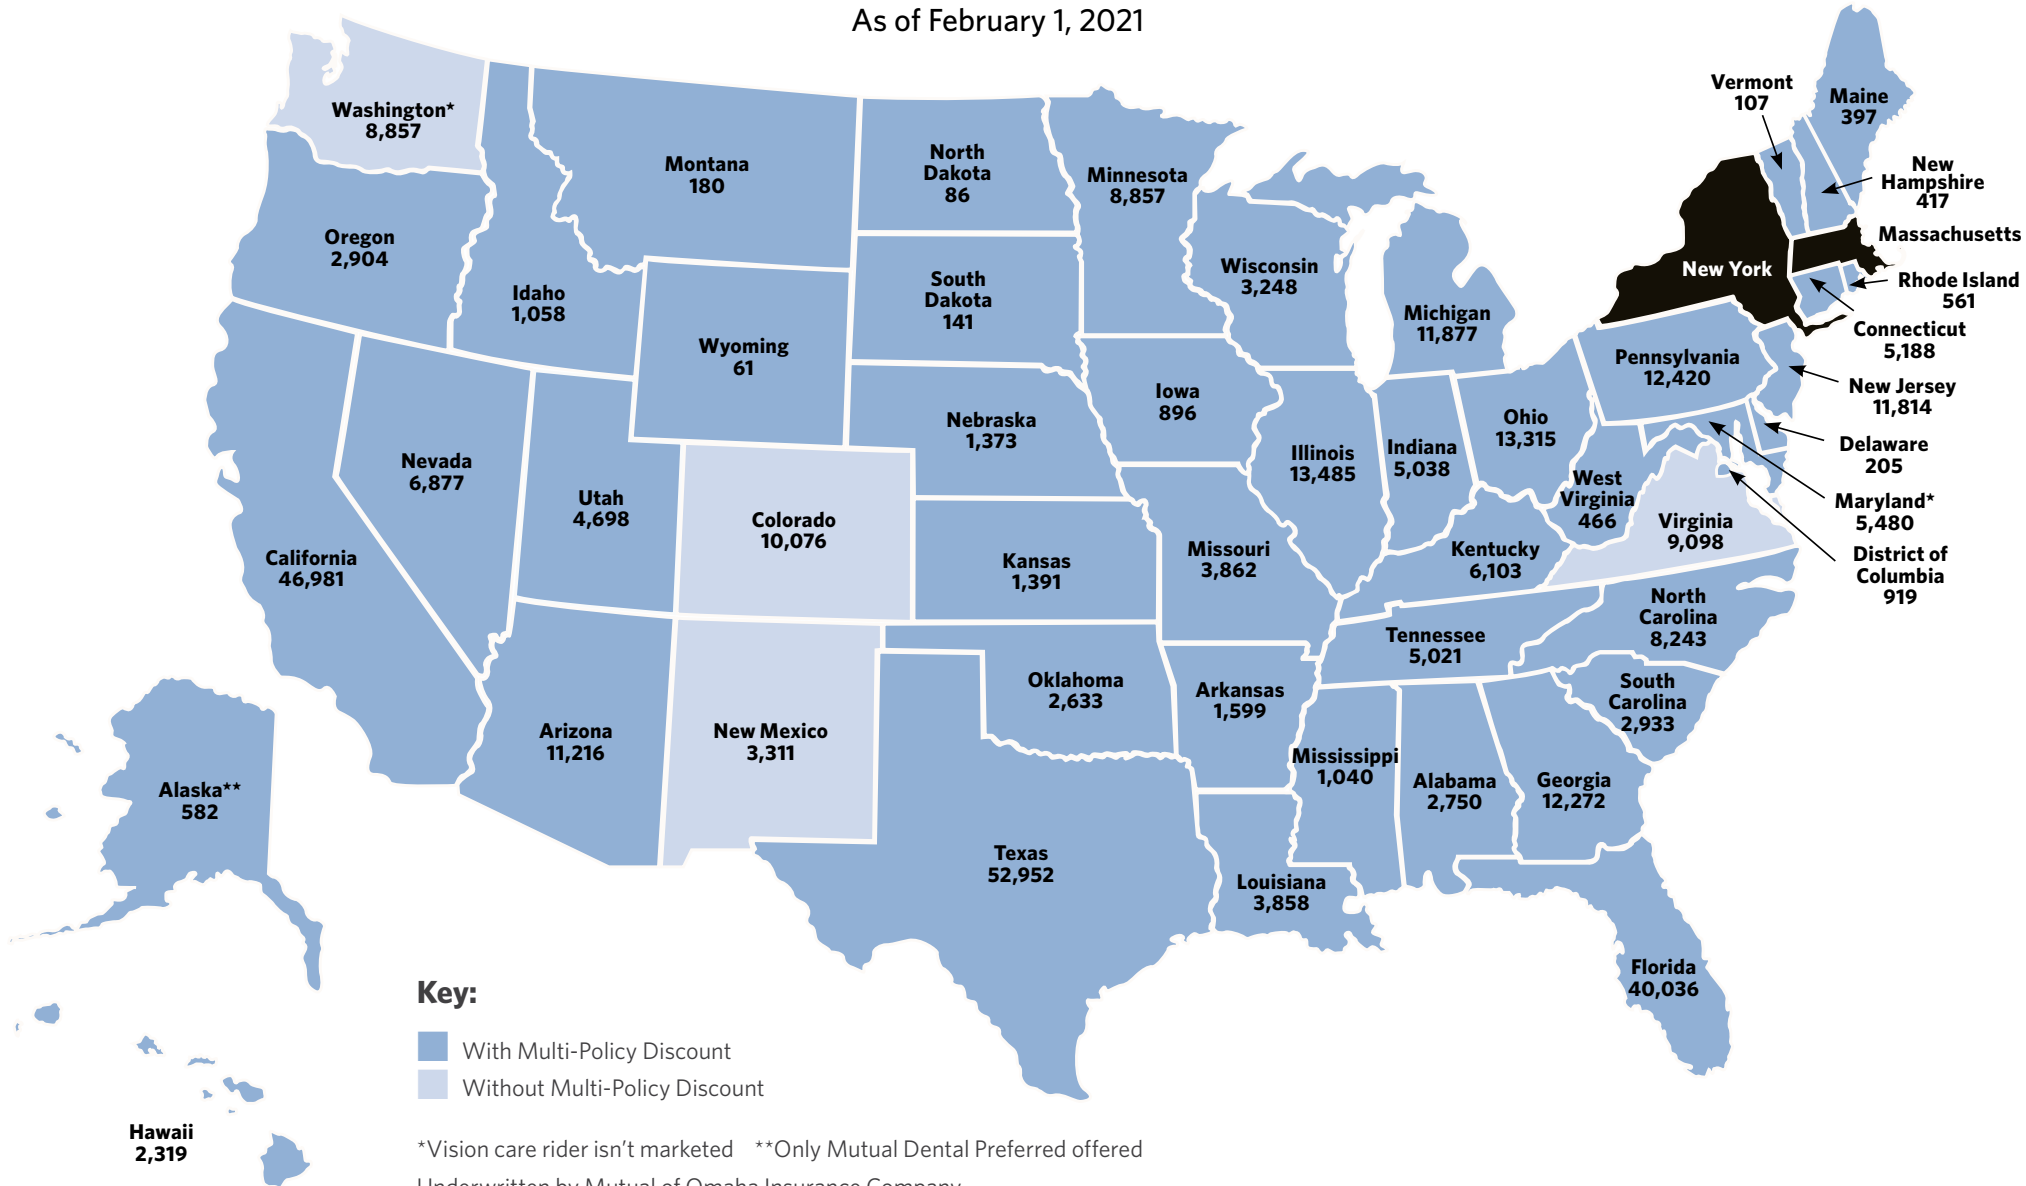 As of February 1, 2021
Washington*
8,857
Oregon
2,904
Idaho
1,058
Montana
180
North
Dakota
86
Minnesota
8,857
South
Dakota
141
Wyoming
61
Wisconsin
3,248
Michigan
11,877
Vermont
107
Maine
397
New
Hampshire
417
Massachusetts
New York
Rhode Island
561
Connecticut
5,188
Pennsylvania
12,420
New Jersey
11,814
Delaware
205
Maryland*
5,480
District of
Columbia
919
California
46,981
Nevada
6,877
Utah
4,698
Colorado
10,076
Nebraska
1,373
Iowa
896
Illinois
13,485
Indiana
5,038
Ohio
13,315
West
Virginia
466
Virginia
9,098
Kansas
1,391
Missouri
3,862
Kentucky
6,103
North
Carolina
8,243
Tennessee
5,021
South
Carolina
2,933
Arizona
11,216
New Mexico
3,311
Oklahoma
2,633
Arkansas
1,599
Mississippi
1,040
Alabama
2,750
Georgia
12,272
Texas
52,952
Louisiana
3,858
Florida
40,036
Alaska**
582
Hawaii
2,319
Key:
With Multi-Policy Discount
Without Multi-Policy Discount
*Vision care rider isn't marketed **Only Mutual Dental Preferred offered
Underwritten by Mutual of Omaha Insurance Company